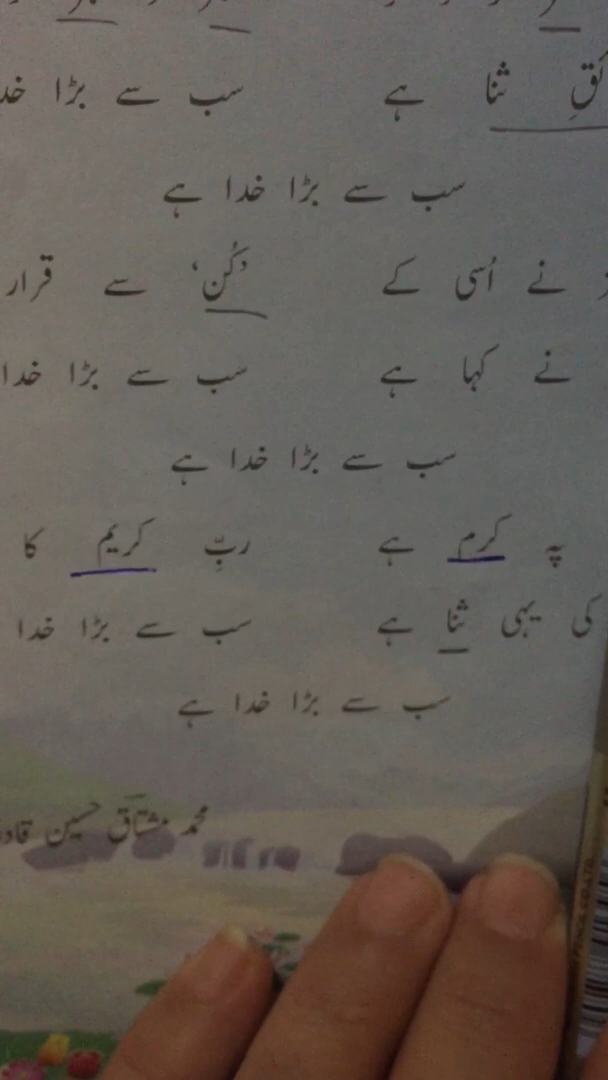 ثنا ہے سب سے بڑا
سب سے بڑا خدا ہے
نے اُسی کے ’کُن‘ سے قرار
نے کہا ہے سب سے بڑا خدا
سب سے بڑا خدا ہے
پہ کرم ہے ربِّ کریم کا
کی یہی ثنا ہے سب سے بڑا خدا
سب سے بڑا خدا ہے
محمد مشتاق حسین